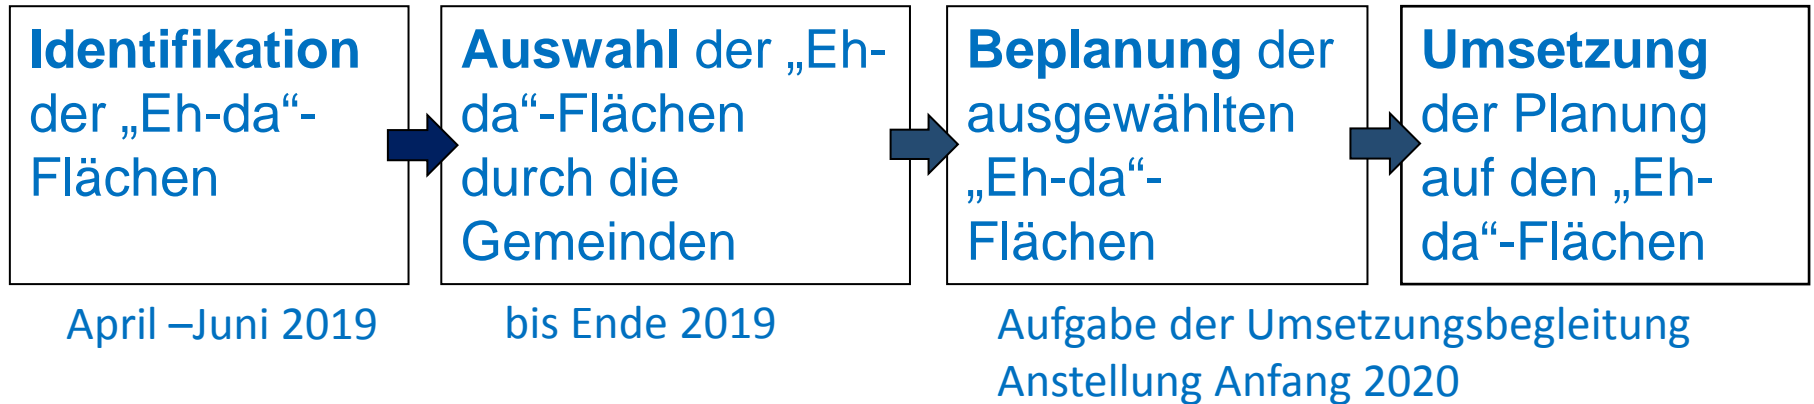 Identifikation
der „Eh-da“-
Flächen
Auswahl der „Eh-
da“-Flächen
durch die
Gemeinden
Beplanung der
ausgewählten
„Eh-da“-
Flächen
Umsetzung
der Planung
auf den „Eh-
da“-Flächen
April –Juni 2019
bis Ende 2019
Aufgabe der Umsetzungsbegleitung
Anstellung Anfang 2020